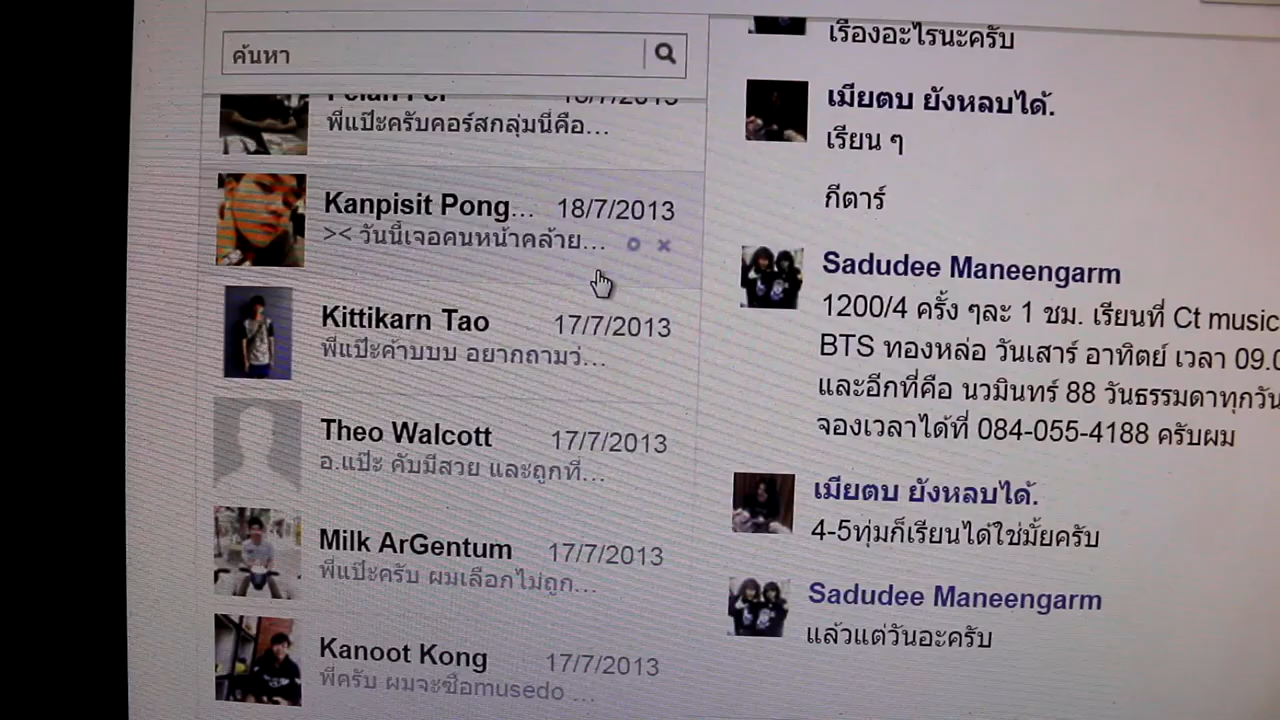 ค้นหา
18/7/2013
พี่แป๊ะครับคอร์สกลุ่มนี่คือ...
Kanpisit Pong... 18/7/2013
>< วันนี้เจอคนหน้าคล้าย...
Kittikarn Tao 17/7/2013
พี่แป๊ะค้าบบบ อยากถามว่...
Theo Walcott 17/7/2013
อ.แป๊ะ คับมีสวย และถูกที่...
Milk ArGentum 17/7/2013
พี่แป๊ะครับ ผมเลือกไม่ถูก...
Kanoot Kong 17/7/2013
พี่ครับ ผมจะซื้อmusedo ...
เรื่องอะไรนะครับ
เมียตบ ยังหลบได้.
เรียน ๆ
กีตาร์
Sadudee Maneengarm
1200/4 ครั้ง ๆละ 1 ชม. เรียนที่ Ct music
BTS ทองหล่อ วันเสาร์ อาทิตย์ เวลา 09.0
และอีกที่คือ นวมินทร์ 88 วันธรรมดาทุกวัน
จองเวลาได้ที่ 084-055-4188 ครับผม
เมียตบ ยังหลบได้.
4-5ทุ่มก็เรียนได้ใช่มั้ยครับ
Sadudee Maneengarm
แล้วแต่วันอะครับ